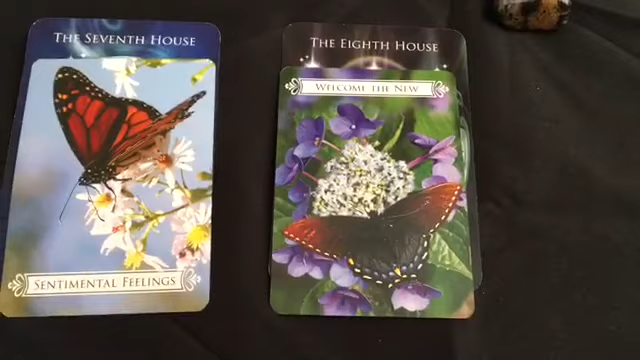 THE SEVENTH HOUSE
SENTIMENTAL FEELINGS
THE EIGHTH HOUSE
WELCOME THE NEW